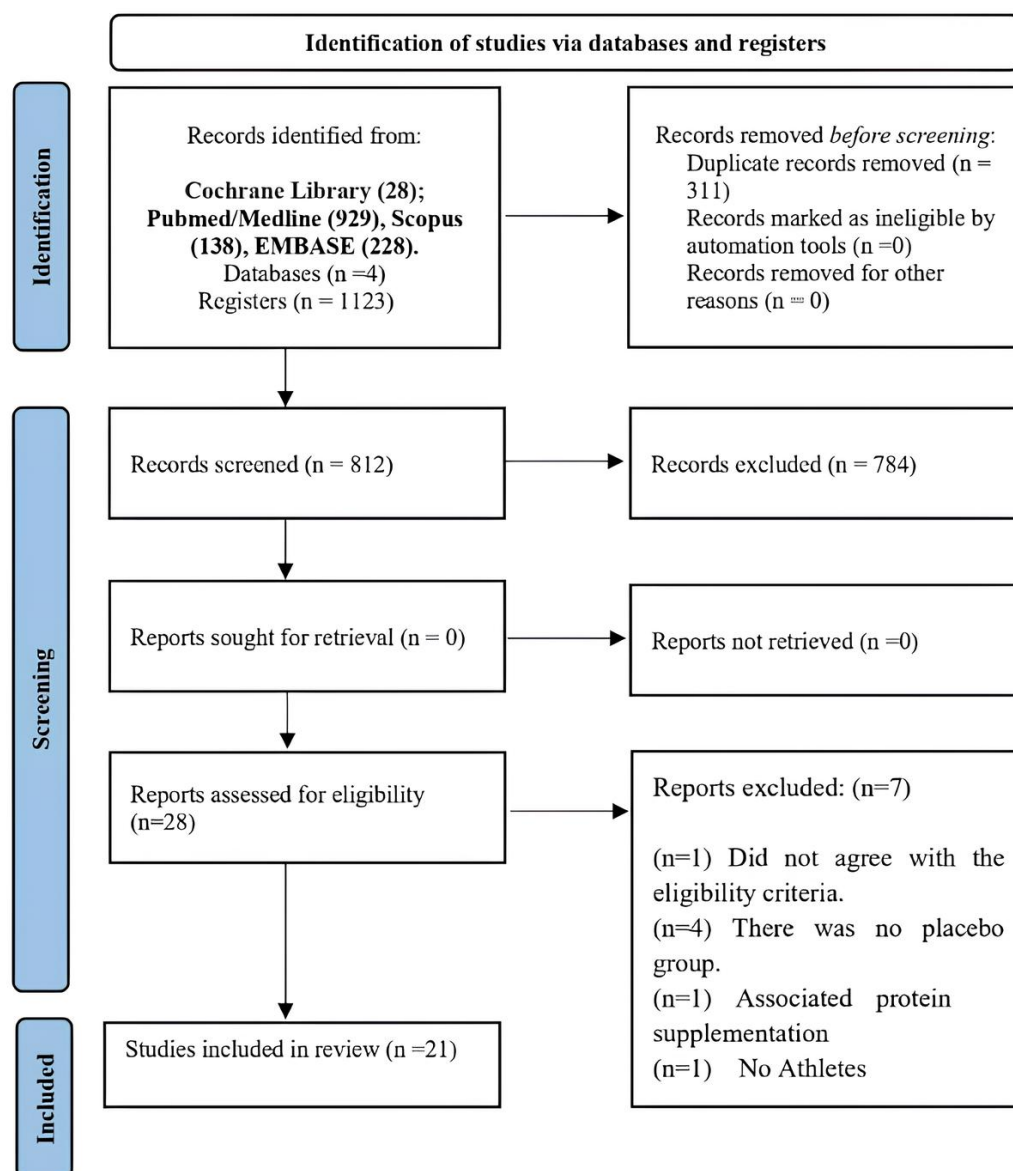 Identification of studies via databases and registers
Identification
Records identified from:
Cochrane Library (28);
Pubmed/Medline (929), Scopus
(138), EMBASE (228).
Databases (n =4)
Registers (n = 1123)
Records removed before screening:
Duplicate records removed (n =
311)
Records marked as ineligible by
automation tools (n =0)
Records removed for other
reasons (n = 0)
Screening
Records screened (n = 812)
Records excluded (n = 784)
Reports sought for retrieval (n = 0)
Reports not retrieved (n =0)
Reports assessed for eligibility
(n=28)
Reports excluded: (n=7)
(n=1) Did not agree with the
eligibility criteria.
(n=4) There was no placebo
group.
(n=1) Associated protein
supplementation
(n=1) No Athletes
Included
Studies included in review (n =21)